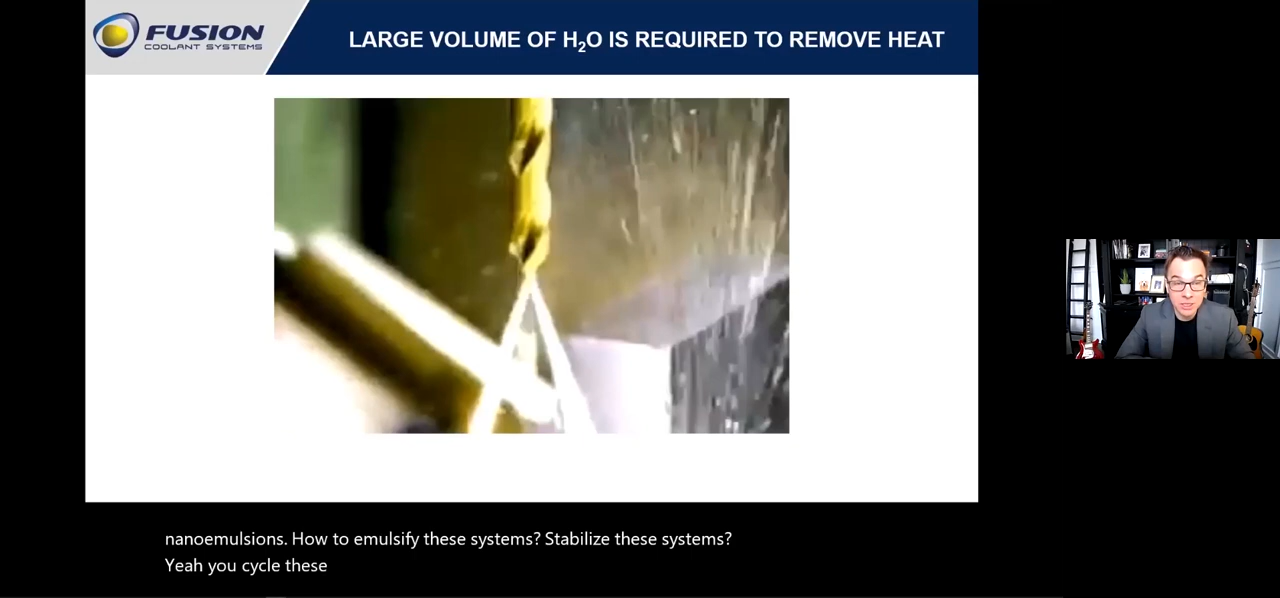 FUSION
COOLANT SYSTEMS
LARGE VOLUME OF H₂O IS REQUIRED TO REMOVE HEAT
nanoemulsions. How to emulsify these systems? Stabilize these systems?
Yeah you cycle these